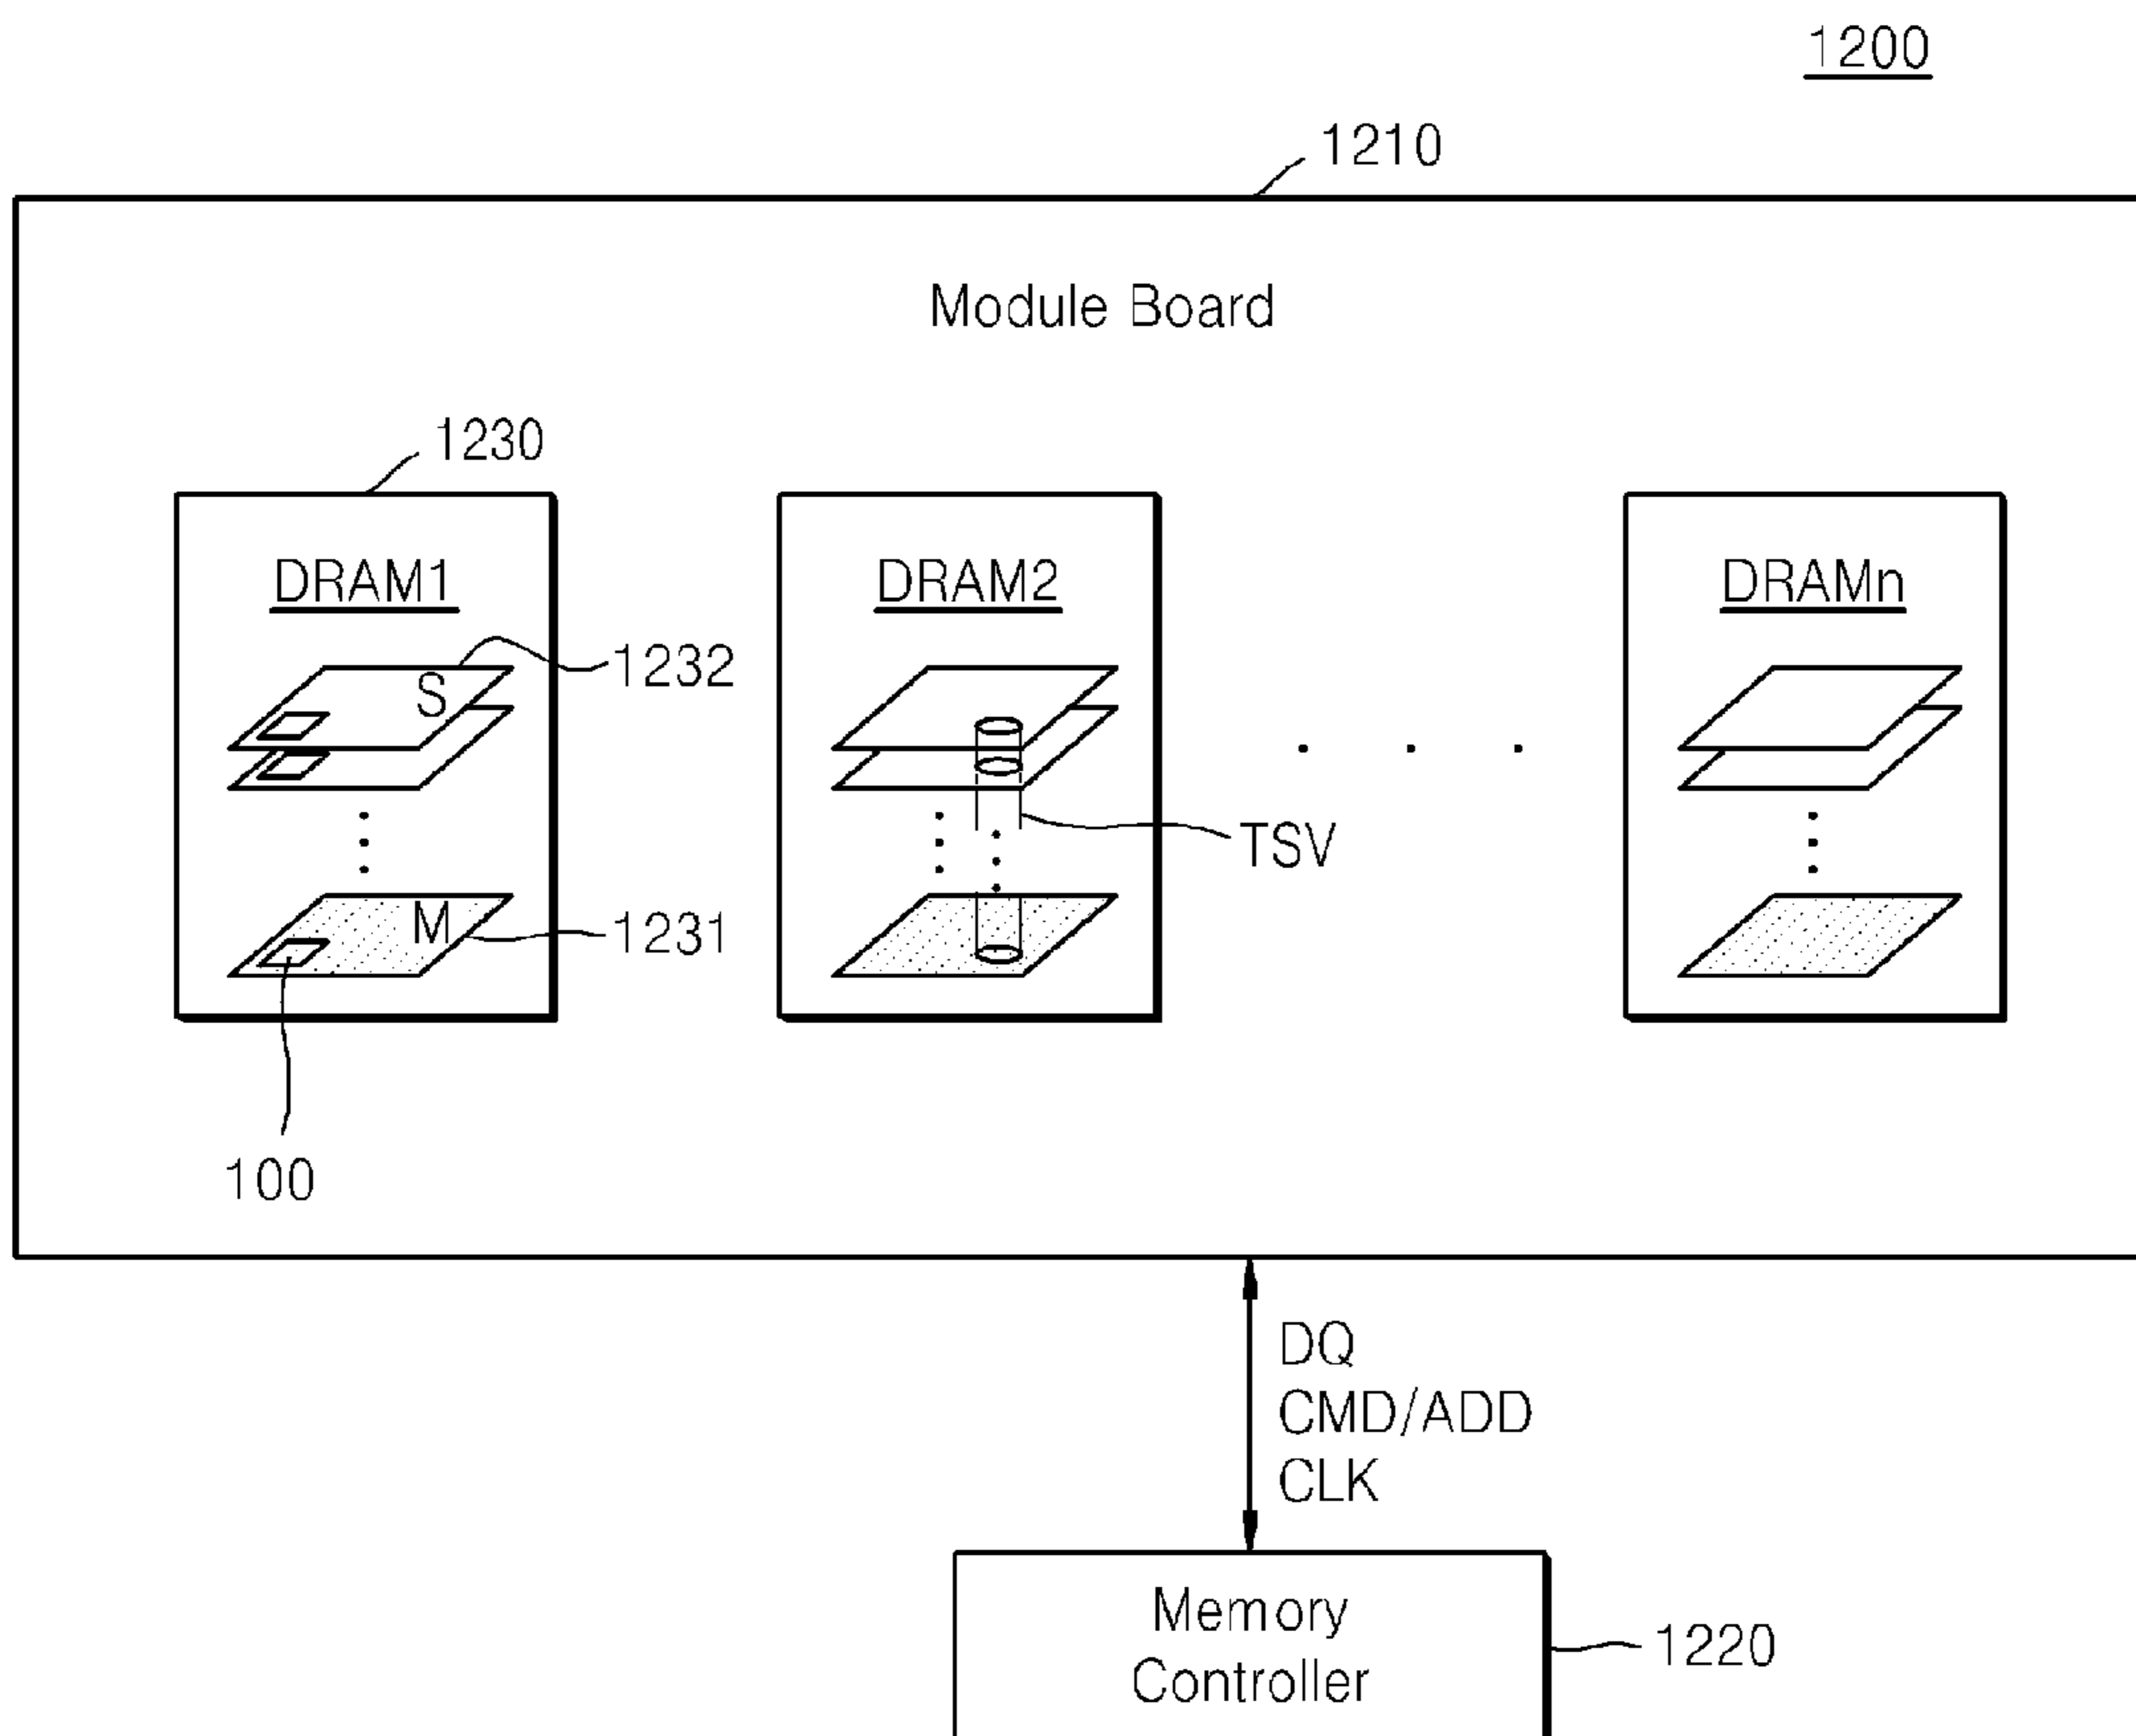 1200
1210
Module Board
1230
DRAM1
DRAM2
DRAMn
S
1232
TSV
M
1231
100
DQ
CMD/ADD
CLK
Memory
Controller
1220